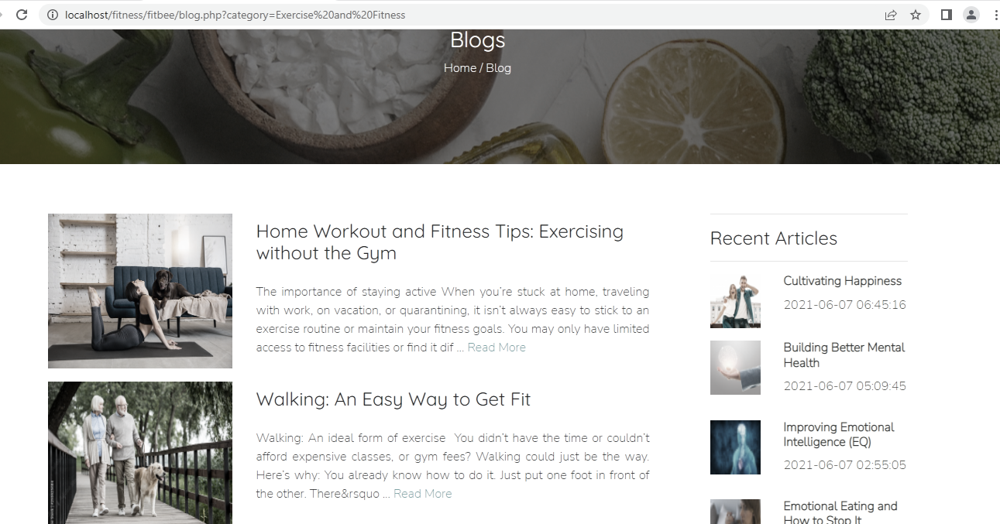 localhost/fitness/fitbee/blog.php?category=Exercise%20and%20Fitness
Blogs
Home / Blog
Home Workout and Fitness Tips: Exercising
without the Gym
The importance of staying active When you’re stuck at home, traveling
with work, on vacation, or quarantining, it isn’t always easy to stick to an
exercise routine or maintain your fitness goals. You may only have limited
access to fitness facilities or find it dif ... Read More
Walking: An Easy Way to Get Fit
Walking: An ideal form of exercise  You didn’t have the time or couldn’t
afford expensive classes, or gym fees? Walking could just be the way.
Here’s why: You already know how to do it. Just put one foot in front of
the other. There&rsquo ... Read More
Recent Articles
Cultivating Happiness
2021-06-07 06:45:16
Building Better Mental
Health
2021-06-07 05:09:45
Improving Emotional
Intelligence (EQ)
2021-06-07 02:55:05
Emotional Eating and
How to Stop It